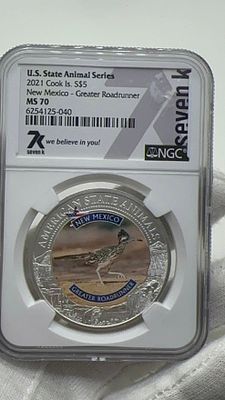 U.S. State Animal Series
2021 Cook Is. S$5
New Mexico - Greater Roadrunner
MS 70
6254125-040
7k we believe in you!
seven k
NGC
seven k
AMERICAN STATE ANIMALS
NEW MEXICO
GREATER ROADRUNNER